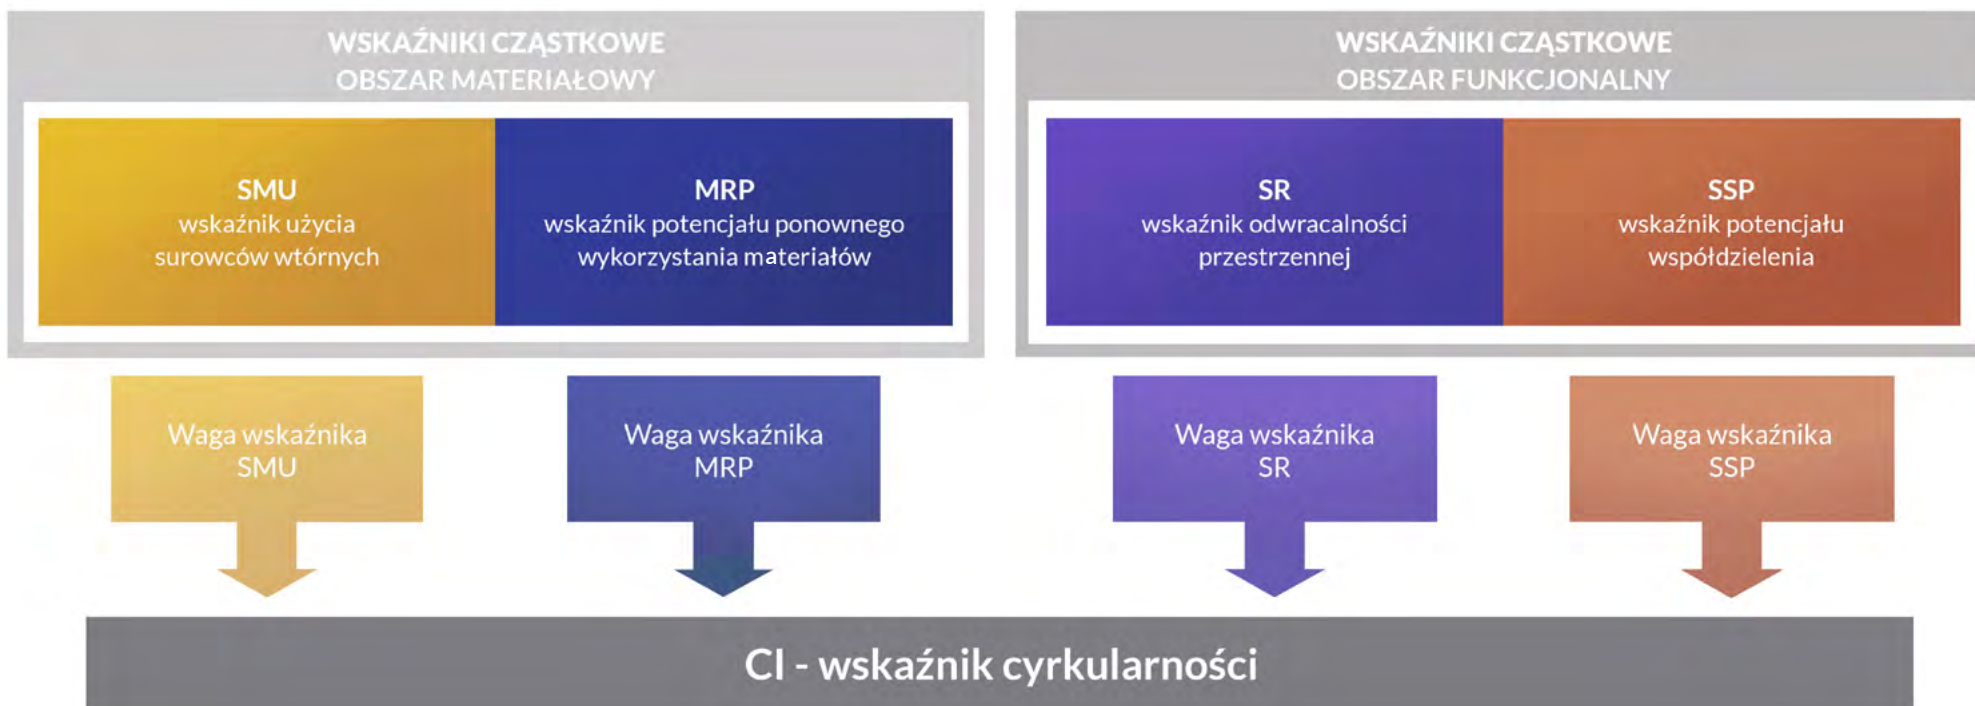 WSKAŹNIKI CZĄSTKOWE
OBSZAR MATERIAŁOWY
SMU
wskaźnik użycia
surowców wtórnych
MRP
wskaźnik potencjału ponownego
wykorzystania materiałów
WSKAŹNIKI CZĄSTKOWE
OBSZAR FUNKCJONALNY
SR
wskaźnik odwracalności
przestrzennej
SSP
wskaźnik potencjału
współdzielenia
Waga wskaźnika
SMU
Waga wskaźnika
MRP
Waga wskaźnika
SR
Waga wskaźnika
SSP
CI - wskaźnik cyrkularności